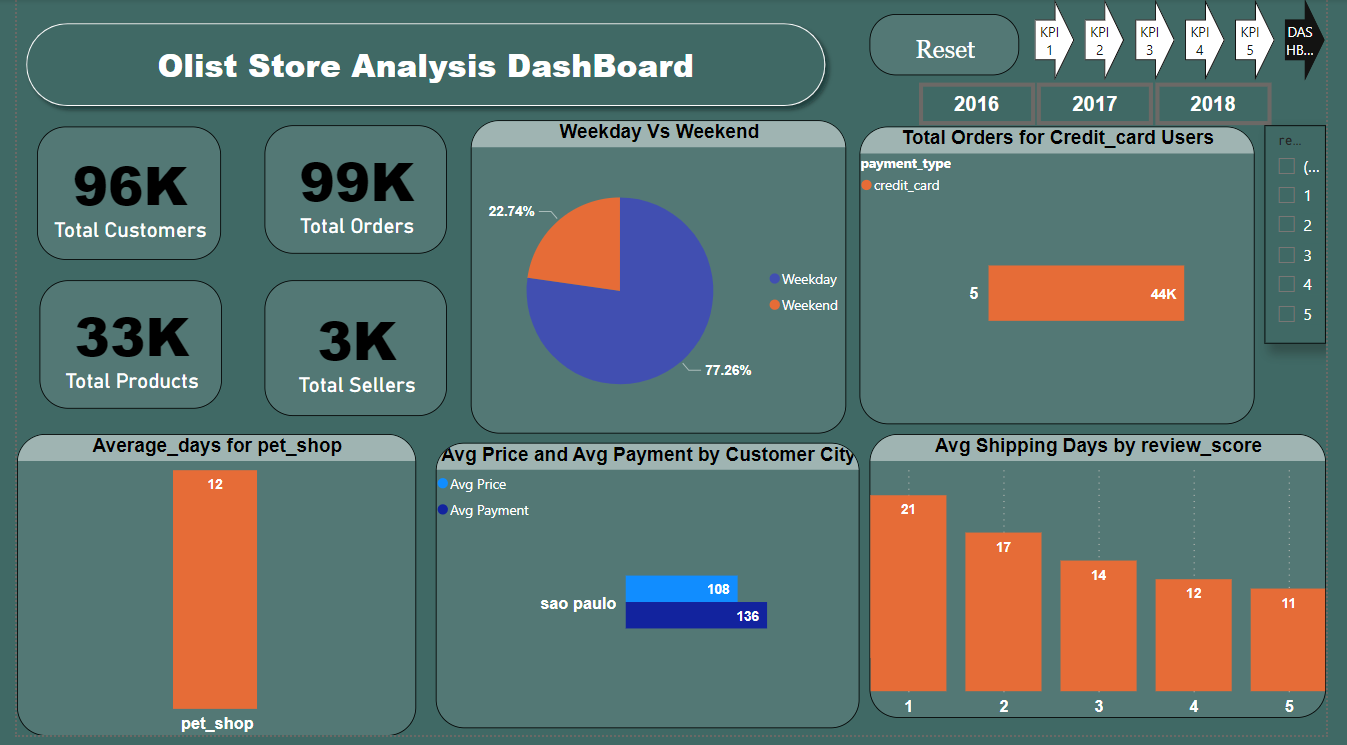 Olist Store Analysis DashBoard
Reset
KPI
1
KPI
2
KPI
3
KPI
4
KPI
5
DAS
HB...
2016
2017
2018
96K
Total Customers
99K
Total Orders
33K
Total Products
3K
Total Sellers
Weekday Vs Weekend
22.74%
77.26%
Weekday
Weekend
Total Orders for Credit_card Users
payment_type
credit_card
5
44K
re...
(...
1
2
3
4
5
Average_days for pet_shop
12
pet_shop
Avg Price and Avg Payment by Customer City
Avg Price
Avg Payment
sao paulo
108
136
Avg Shipping Days by review_score
21
17
14
12
11
1
2
3
4
5